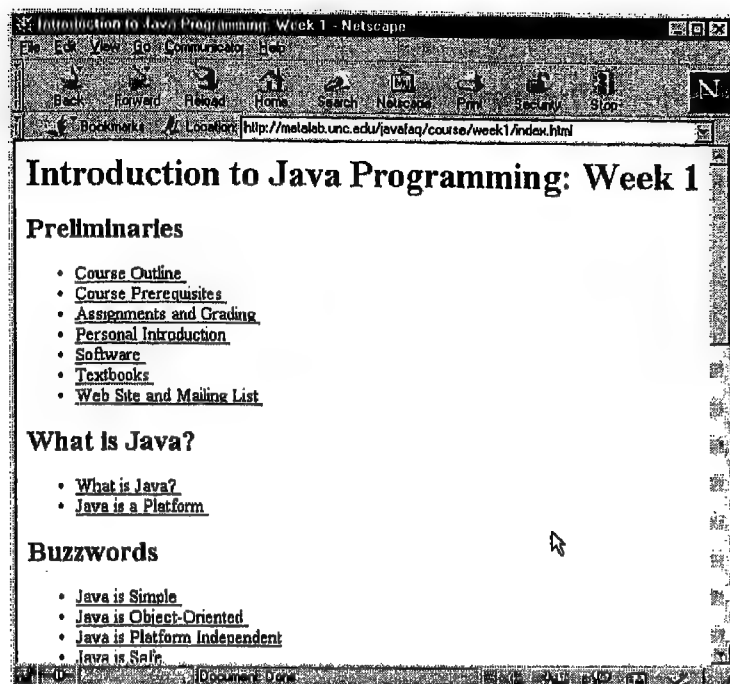 Introduction to Java Programming: Week 1 - Netscape
File Edit View Go Communicator Help
Back Forward Reload Home Search Netscape Print Security Stop
N
Bookmarks Location: http://metalab.unc.edu/javafaq/course/week1/index.html
Introduction to Java Programming: Week 1
Preliminaries
• Course Outline
• Course Prerequisites
• Assignments and Grading
• Personal Introduction
• Software
• Textbooks
• Web Site and Mailing List
What is Java?
• What is Java?
• Java is a Platform
Buzzwords
• Java is Simple
• Java is Object-Oriented
• Java is Platform Independent
• Java is Safe
Document: Done